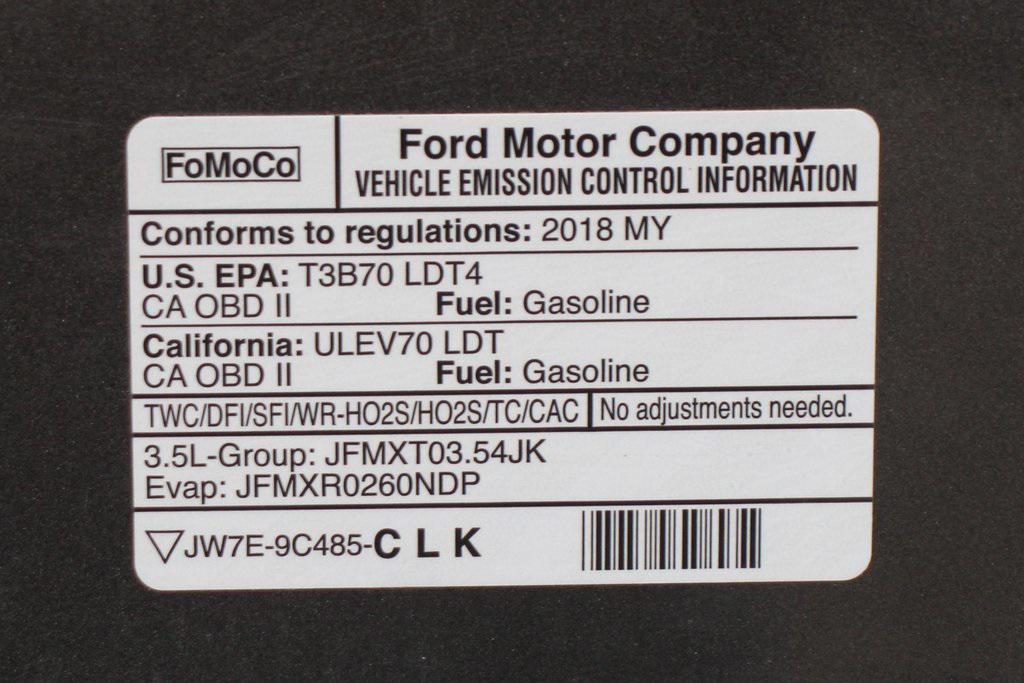 FoMoCo
Ford Motor Company
VEHICLE EMISSION CONTROL INFORMATION
Conforms to regulations: 2018 MY
U.S. EPA: T3B70 LDT4
CA OBD II Fuel: Gasoline
California: ULEV70 LDT
CA OBD II Fuel: Gasoline
TWC/DFI/SFI/WR-HO2S/HO2S/TC/CAC No adjustments needed.
3.5L-Group: JFMXT03.54JK
Evap: JFMXR0260NDP
▽JW7E-9C485-C L K